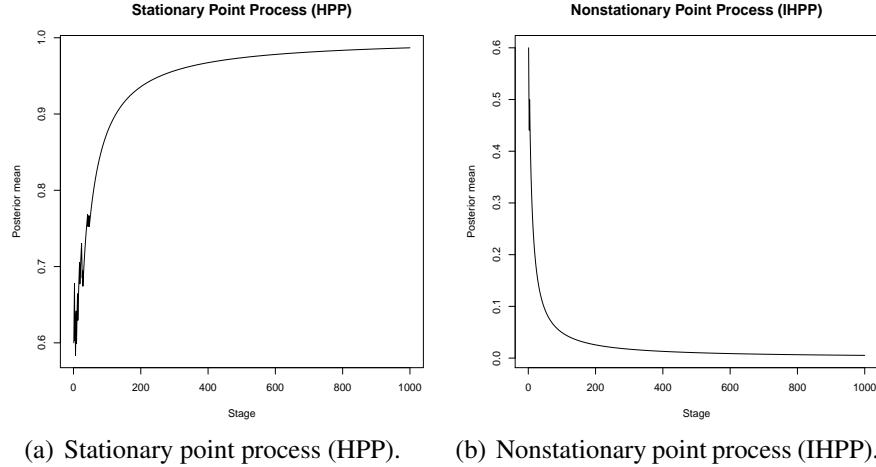 Stationary Point Process (HPP)
Posterior mean
0.6 0.7 0.8 0.9 1.0
0 200 400 600 800 1000
Stage
Nonstationary Point Process (IHPP)
Posterior mean
0.0 0.1 0.2 0.3 0.4 0.5 0.6
0 200 400 600 800 1000
Stage
(a) Stationary point process (HPP).
(b) Nonstationary point process (IHPP).